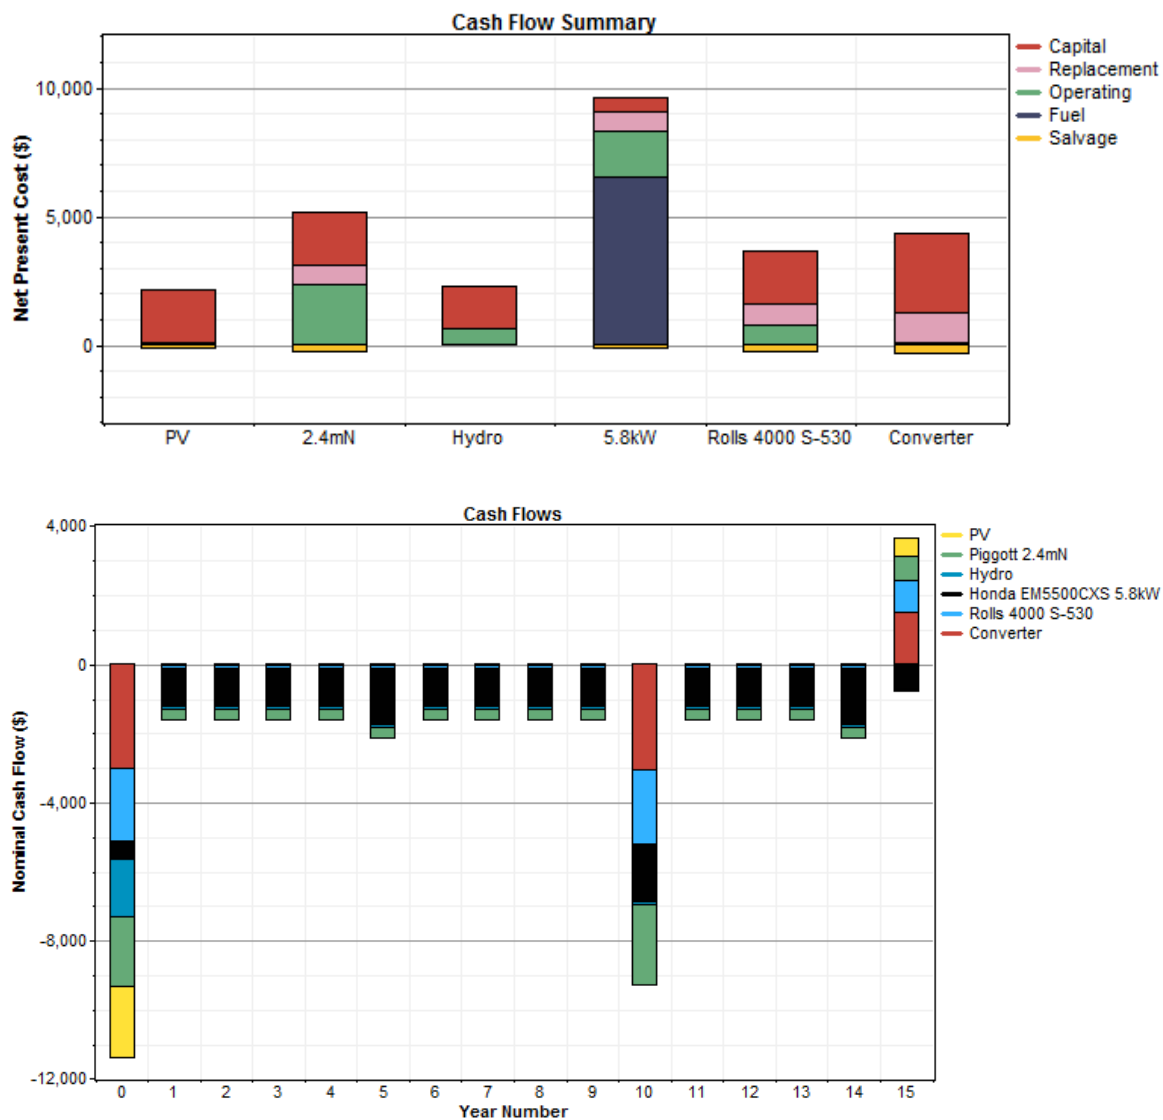 Cash Flow Summary
Net Present Cost ($)
10,000
5,000
0
PV
2.4mN
Hydro
5.8kW
Rolls 4000 S-530
Converter
Capital
Replacement
Operating
Fuel
Salvage
Cash Flows
Nominal Cash Flow ($)
4,000
0
-4,000
-8,000
-12,000
0 1 2 3 4 5 6 7 8 9 10 11 12 13 14 15
Year Number
PV
Piggott 2.4mN
Hydro
Honda EM5500CXS 5.8kW
Rolls 4000 S-530
Converter